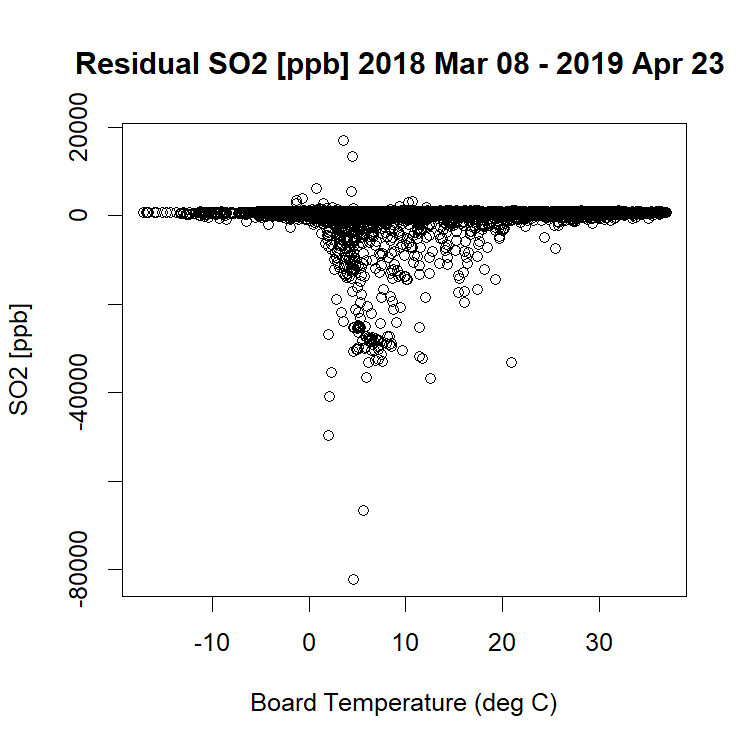 Residual SO2 [ppb] 2018 Mar 08 - 2019 Apr 23
20000
0
-40000
-80000
SO2 [ppb]
-10 0 10 20 30
Board Temperature (deg C)